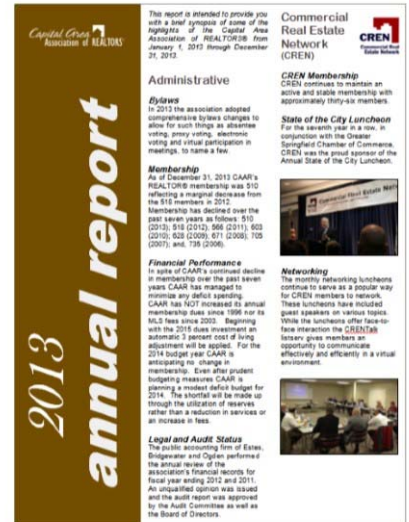 Capital Area
Association of REALTORS®
2013
annual report
This report is intended to provide you
with a brief synopsis of some of the
highlights of the Capital Area
Association of REALTORS® from
January 1, 2013 through December
31, 2013.
Administrative
Bylaws
In 2013 the association adopted
comprehensive bylaws changes to
allow for such things as absentee
voting, proxy voting, electronic
voting and virtual participation in
meetings, to name a few.
Membership
As of December 31, 2013 CAAR's
REALTOR® membership was 510
reflecting a marginal decrease from
the 518 members in 2012.
Membership has declined over the
past seven years as follows: 510
(2013); 518 (2012); 566 (2011); 603
(2010); 628 (2009); 671 (2008); 705
(2007); and, 735 (2006).
Financial Performance
In spite of CAAR's continued decline
in membership over the past seven
years CAAR has managed to
minimize any deficit spending.
CAAR has NOT increased its annual
membership dues since 1996 nor its
MLS fees since 2003. Beginning
with the 2015 dues investment an
automatic 3 percent cost of living
adjustment will be applied. For the
2014 budget year CAAR is
anticipating no change in
membership. Even after prudent
budgeting measures CAAR is
planning a modest deficit budget for
2014. The shortfall will be made up
through the utilization of reserves
rather than a reduction in services or
an increase in fees.
Legal and Audit Status
The public accounting firm of Estes,
Bridgewater and Ogden performed
the annual review of the
association's financial records for
fiscal year ending 2012 and 2011.
An unqualified opinion was issued
and the audit report was approved
by the Audit Committee as well as
the Board of Directors.
Commercial
Real Estate
Network
(CREN)
CREN
Commercial Real
Estate Network
CREN Membership
CREN continues to maintain an
active and stable membership with
approximately thirty-six members.
State of the City Luncheon
For the seventh year in a row, in
conjunction with the Greater
Springfield Chamber of Commerce,
CREN was the proud sponsor of the
Annual State of the City Luncheon.
Commercial Real Estate Net
Networking
The monthly networking luncheons
continue to serve as a popular way
for CREN members to network.
These luncheons have included
guest speakers on various topics.
While the luncheons offer face-to-
face interaction the CRENTalk
listserv gives members an
opportunity to communicate
effectively and efficiently in a virtual
environment.